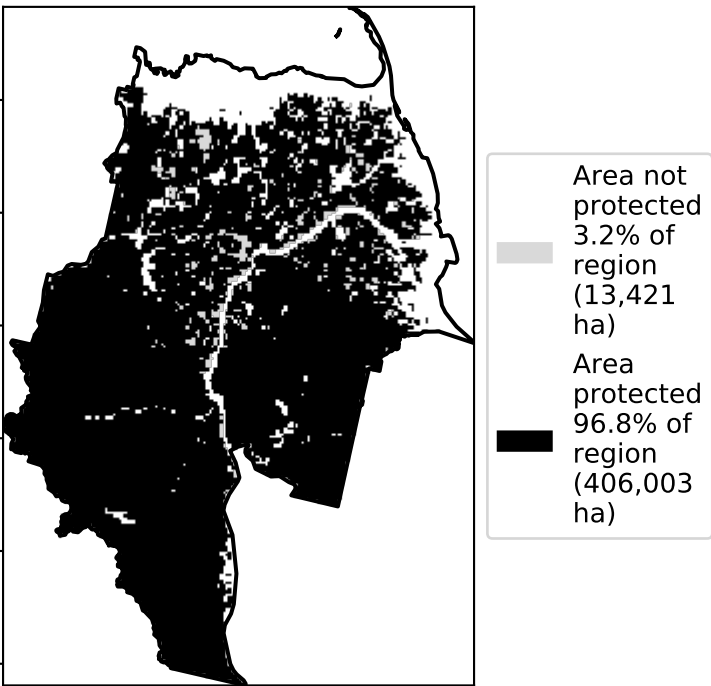 Area not
protected
3.2% of
region
(13,421
ha)
Area
protected
96.8% of
region
(406,003
ha)